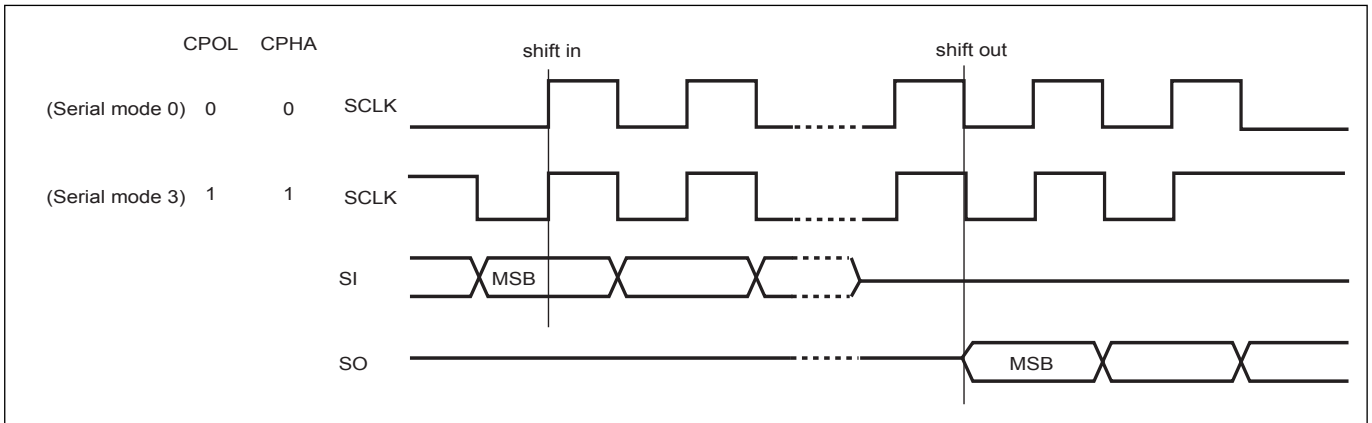 CPOL CPHA shift in shift out
(Serial mode 0) 0 0 SCLK
(Serial mode 3) 1 1 SCLK
SI MSB
SO MSB